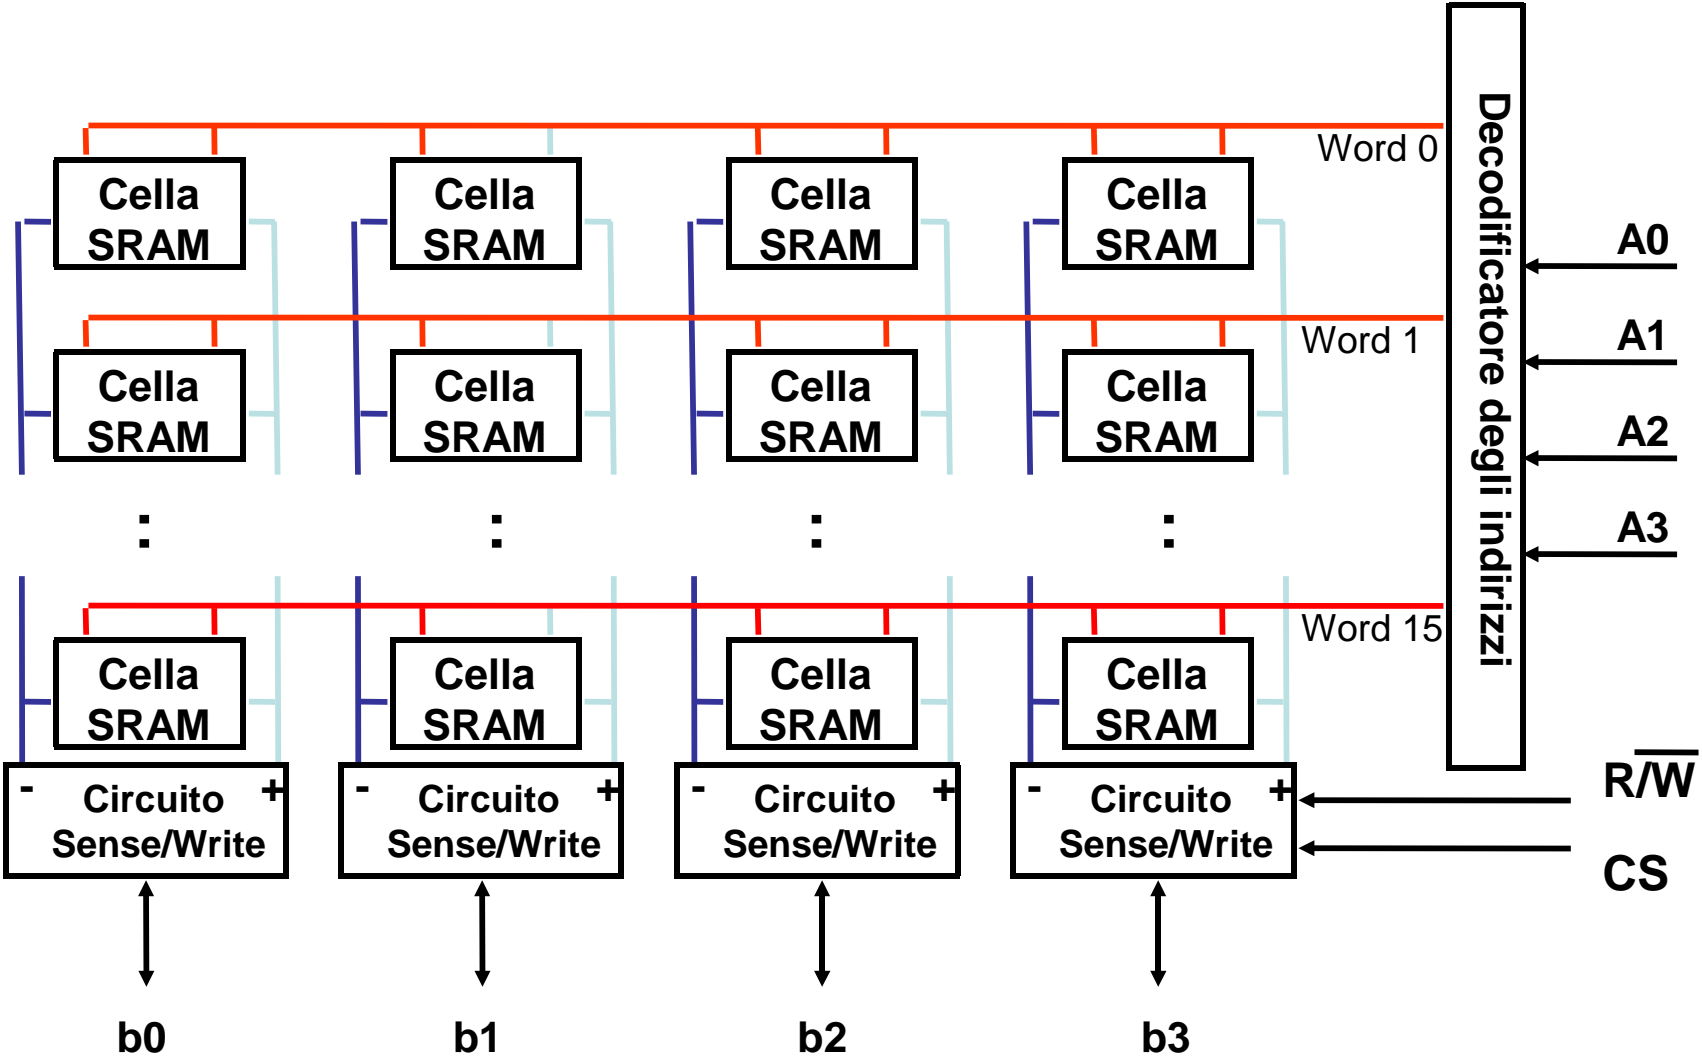 Word 0
Cella
SRAM
Cella
SRAM
Cella
SRAM
Cella
SRAM
Word 1
Cella
SRAM
Cella
SRAM
Cella
SRAM
Cella
SRAM
:
:
:
:
Word 15
Cella
SRAM
Cella
SRAM
Cella
SRAM
Cella
SRAM
- Circuito +
Sense/Write
- Circuito +
Sense/Write
- Circuito +
Sense/Write
- Circuito +
Sense/Write
b0
b1
b2
b3
Decodificatore degli indirizzi
A0
A1
A2
A3
R/W
CS